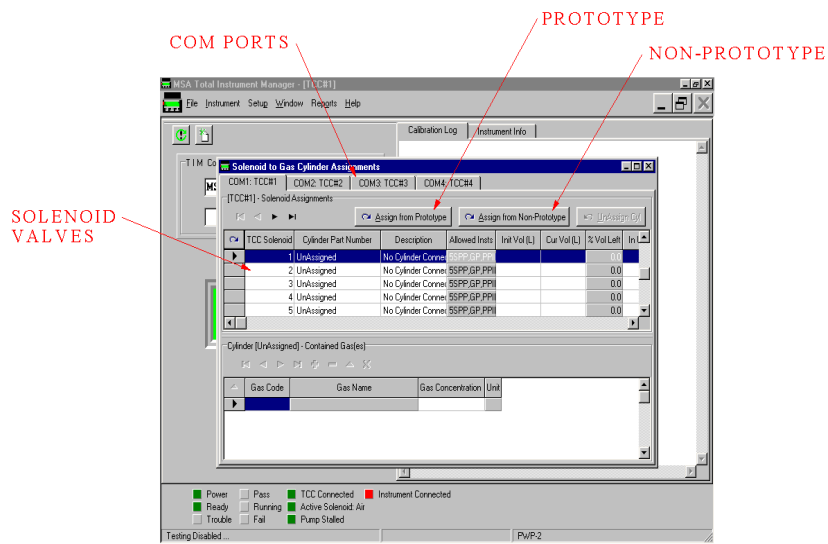 PROTOTYPE
COM PORTS
NON-PROTOTYPE
MSA Total Instrument Manager - [TCC#1]
File Instrument Setup Window Reports Help
Calibration Log Instrument Info
TIM Co
Solenoid to Gas Cylinder Assignments
COM1: TCC#1 COM2: TCC#2 COM3: TCC#3 COM4: TCC#4
[TCC#1] - Solenoid Assignments
Assign from Prototype Assign from Non-Prototype UnAssign Cyl
SOLENOID
VALVES
TCC Solenoid Cylinder Part Number Description Allowed Insts Init Vol (L) Cur Vol (L) % Vol Left In
1 UnAssigned No Cylinder Connec 5SPP,GP,PPI 0.0
2 UnAssigned No Cylinder Connec 5SPP,GP,PPII 0.0
3 UnAssigned No Cylinder Connec 5SPP,GP,PPII 0.0
4 UnAssigned No Cylinder Connec 5SPP,GP,PPII 0.0
5 UnAssigned No Cylinder Connec 5SPP,GP,PPII 0.0
Cylinder [UnAssigned] - Contained Gas(es)
Gas Code Gas Name Gas Concentration Unit
Power Pass TCC Connected Instrument Connected
Ready Running Active Solenoid: Air
Trouble Fail Pump Stalled
Testing Disabled ... PWP-2